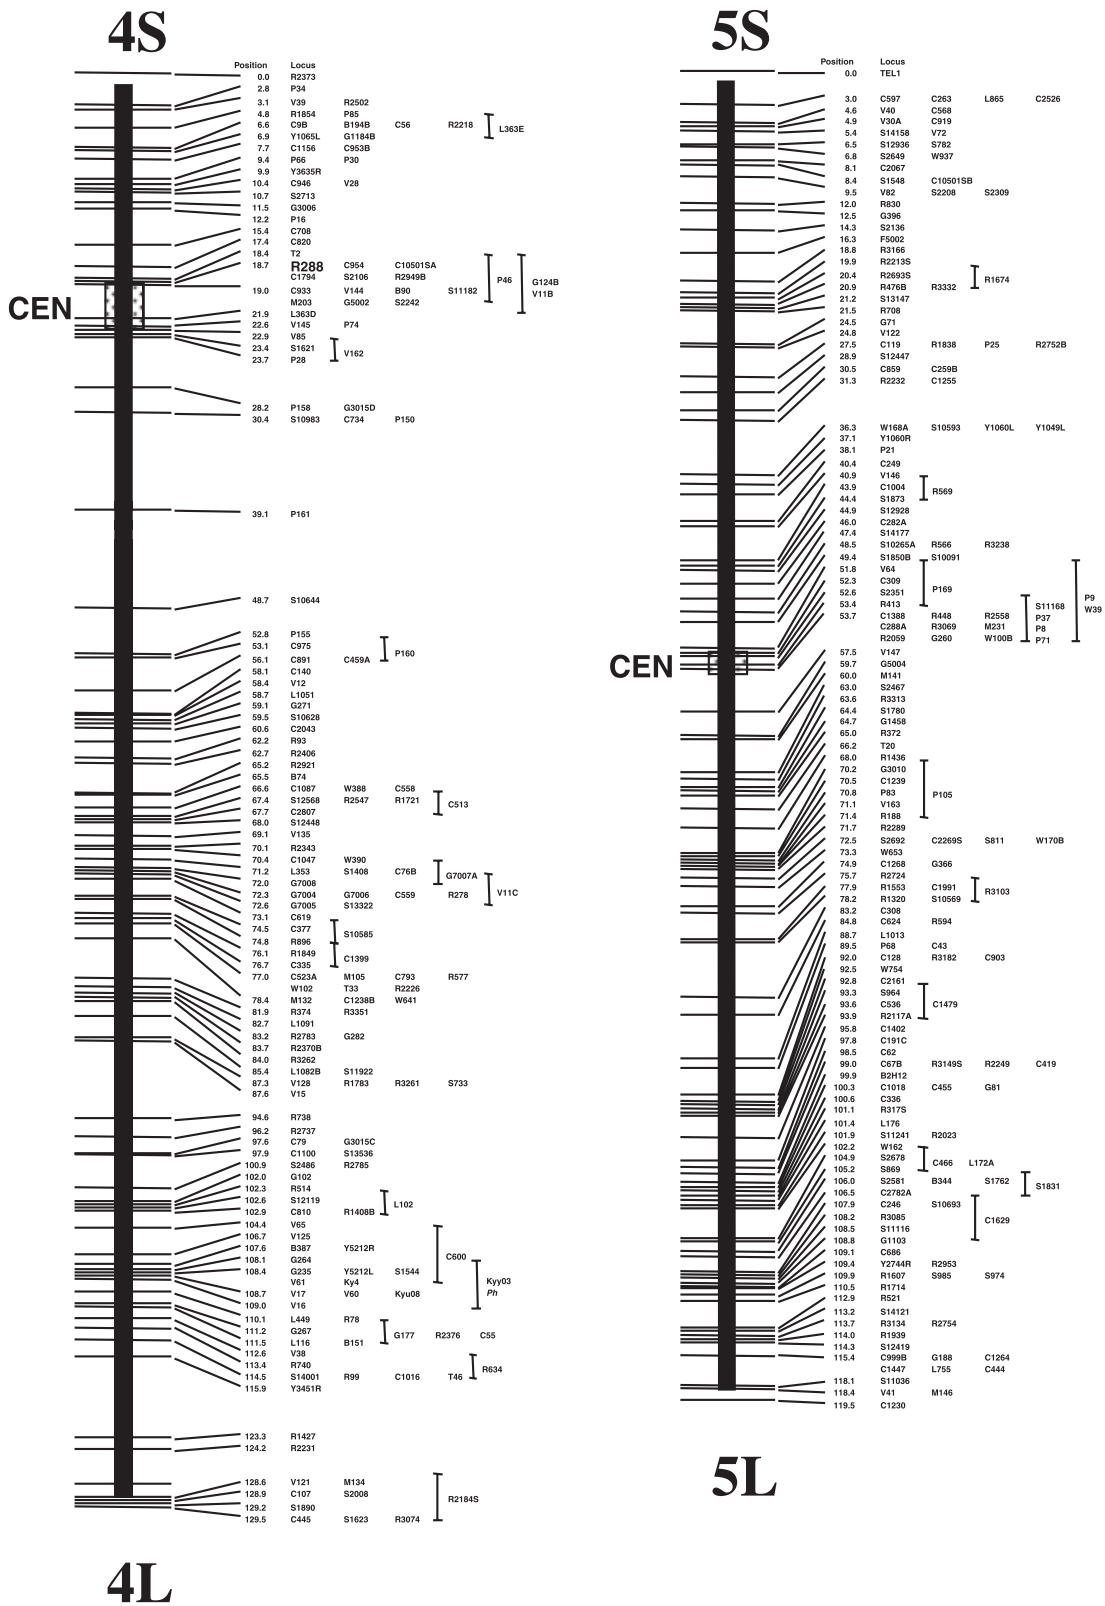 4S
Position Locus
0.0 R2373
2.8 P34
3.1 V39 R2502
4.8 R1854 P85
6.6 C9B B194B C56 R2218
L363E
6.9 Y1065L G1184B
7.7 C1156 C953B
9.4 P66 P30
9.9 Y3635R
10.4 C946 V28
10.7 S2713
11.5 G3006
12.2 P16
15.4 C708
17.4 C820
18.4 T2
18.7 R288 C954 C10501SA
C1794 S2106 R2949B
P46 G124B
19.0 C933 V144 B90 S11182
V11B
M203 G5002 S2242
CEN
21.9 L363D
22.6 V145 P74
22.9 V85
23.4 S1621
V162
23.7 P28
28.2 P158 G3015D
30.4 S10983 C734 P150
39.1 P161
48.7 S10644
52.8 P155
53.1 C975
P160
56.1 C891 C459A
58.1 C140
58.4 V12
58.7 L1051
59.1 G271
59.5 S10628
60.6 C2043
62.2 R93
62.7 R2406
65.2 R2921
65.5 B74
66.6 C1087 W388 C558
67.4 S12568 R2547 R1721
C513
67.7 C2807
68.0 S12448
69.1 V135
70.1 R2343
70.4 C1047 W390
71.2 L353 S1408 C76B
G7007A
72.0 G7008
72.3 G7004 G7006 C559 R278
V11C
72.6 G7005 S13322
73.1 C619
74.5 C377
S10585
74.8 R896
76.1 R1849
C1399
76.7 C335
77.0 C523A M105 C793 R577
W102 T33 R2226
78.4 M132 C1238B W641
81.9 R374 R3351
82.7 L1091
83.2 R2783 G282
83.7 R2370B
84.0 R3262
85.4 L1082B S11922
87.3 V128 R1783 R3261 S733
87.6 V15
94.6 R738
96.2 R2737
97.6 C79 G3015C
97.9 C1100 S13536
100.9 S2486 R2785
102.0 G102
102.3 R514
102.6 S12119
L102
102.9 C810 R1408B
104.4 V65
106.7 V125
107.6 B387 Y5212R
C600
108.1 G264
108.4 G235 Y5212L S1544
V61 Ky4
Kyy03
108.7 V17 V60 Kyu08
Ph
109.0 V16
110.1 L449 R78
111.2 G267
G177 R2376 C55
111.5 L116 B151
112.6 V38
113.4 R740
R634
114.5 S14001 R99 C1016 T46
115.9 Y3451R
123.3 R1427
124.2 R2231
128.6 V121 M134
128.9 C107 S2008
R2184S
129.2 S1890
129.5 C445 S1623 R3074
4L
5S
Position Locus
0.0 TEL1
3.0 C597 C263 L865 C2526
4.6 V40 C568
4.9 V30A C919
5.4 S14158 V72
6.5 S12936 S782
6.8 S2649 W937
8.1 C2067
8.4 S1548 C10501SB
9.5 V82 S2208 S2309
12.0 R830
12.5 G396
14.3 S2136
16.3 F5002
18.8 R3166
19.9 R2213S
20.4 R2693S
R1674
20.9 R476B R3332
21.2 S13147
21.5 R708
24.5 G71
24.8 V122
27.5 C119 R1838 P25 R2752B
28.9 S12447
30.5 C859 C259B
31.3 R2232 C1255
36.3 W168A S10593 Y1060L Y1049L
37.1 Y1060R
38.1 P21
40.4 C249
40.9 V146
43.9 C1004
R569
44.4 S1873
44.9 S12928
46.0 C282A
47.4 S14177
48.5 S10265A R566 R3238
49.4 S1850B S10091
51.8 V64
52.3 C309
P169
52.6 S2351
P9
53.4 R413
S11168 W39
53.7 C1388 R448 R2558 P37
C288A R3069 M231 P8
R2059 G260 W100B P71
CEN
57.5 V147
59.7 G5004
60.0 M141
63.0 S2467
63.6 R3313
64.4 S1780
64.7 G1458
65.0 R372
66.2 T20
68.0 R1436
70.2 G3010
70.5 C1239
70.8 P83
P105
71.1 V163
71.4 R188
71.7 R2289
72.5 S2692 C2269S S811 W170B
73.3 W653
74.9 C1268 G366
75.7 R2724
77.9 R1553 C1991
R3103
78.2 R1320 S10569
83.2 C308
84.8 C624 R594
88.7 L1013
89.5 P68 C43
92.0 C128 R3182 C903
92.5 W754
92.8 C2161
93.3 S964
93.6 C536
C1479
93.9 R2117A
95.8 C1402
97.8 C191C
98.5 C62
99.0 C67B R3149S R2249 C419
99.9 B2H12
100.3 C1018 C455 G81
100.6 C336
101.1 R317S
101.4 L176
101.9 S11241 R2023
102.2 W162
104.9 S2678
C466 L172A
105.2 S869
106.0 S2581 B344 S1762
S1831
106.5 C2782A
107.9 C246 S10693
108.2 R3085
C1629
108.5 S11116
108.8 G1103
109.1 C686
109.4 Y2744R R2953
109.9 R1607 S985 S974
110.5 R1714
112.9 R521
113.2 S14121
113.7 R3134 R2754
114.0 R1939
114.3 S12419
115.4 C999B G188 C1264
C1447 L755 C444
118.1 S11036
118.4 V41 M146
119.5 C1230
5L